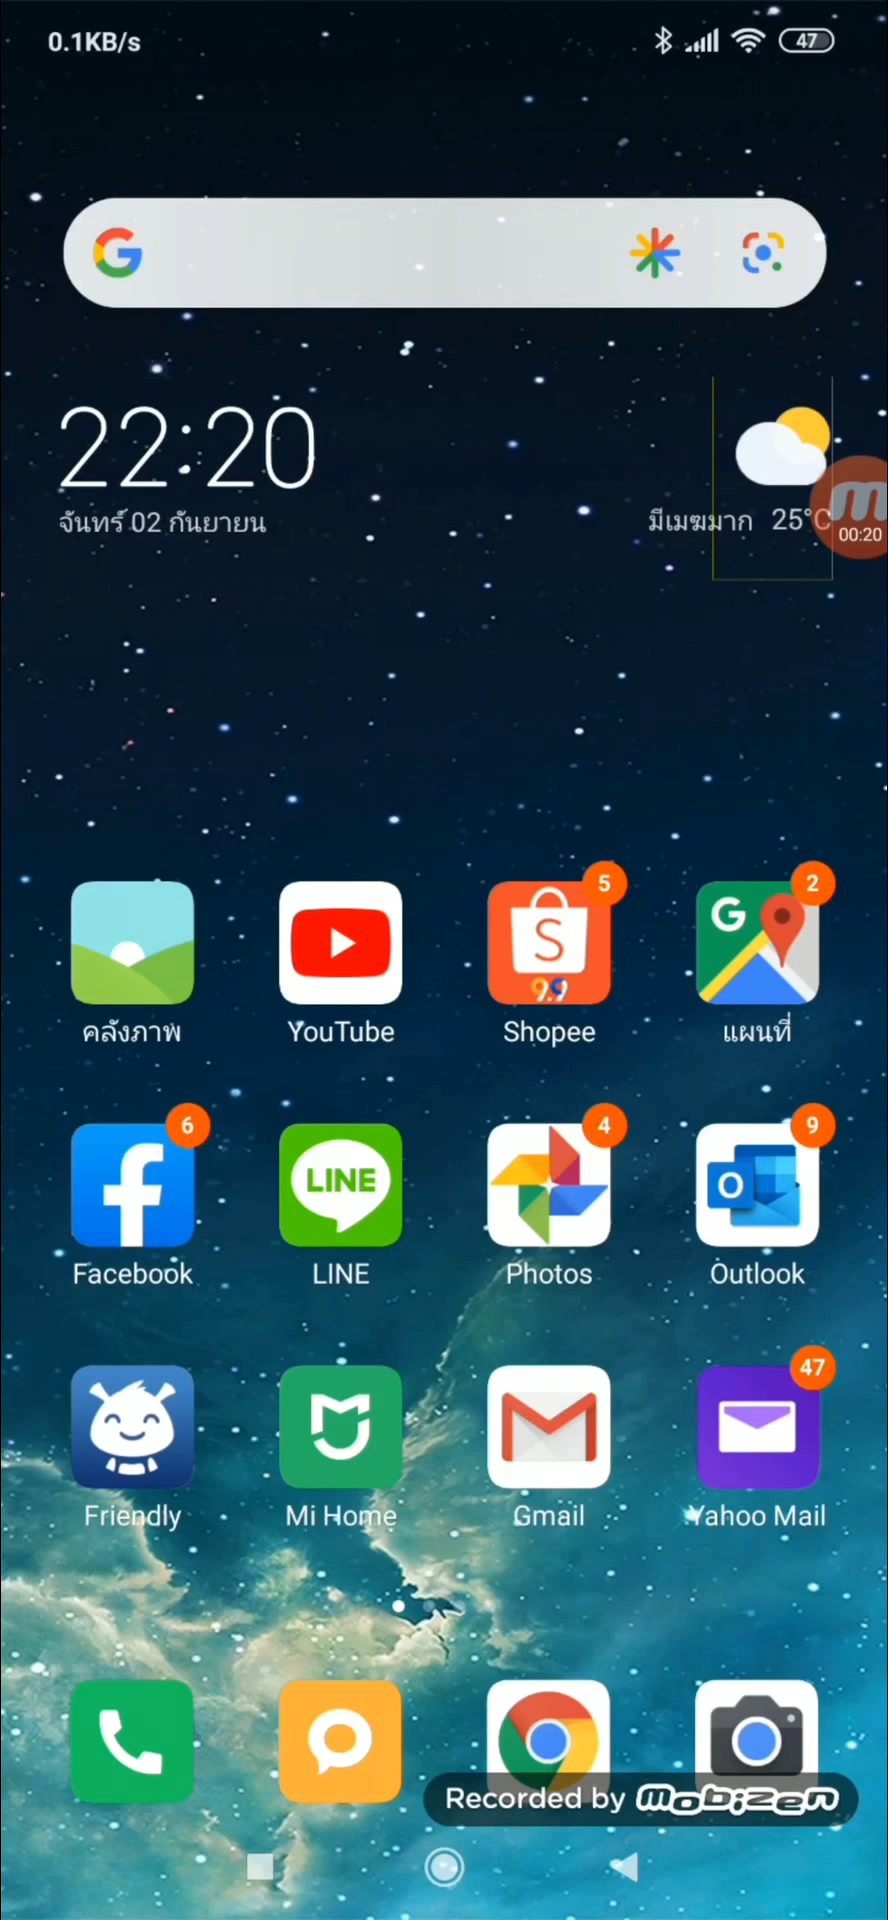 0.1KB/s
47
22:20
จันทร์ 02 กันยายน
มีเมฆมาก 25°C
00:20
5
2
9.9
คลังภาพ
YouTube
Shopee
แผนที่
6
4
9
LINE
Facebook
LINE
Photos
Outlook
47
Friendly
Mi Home
Gmail
Yahoo Mail
Recorded by mobizen